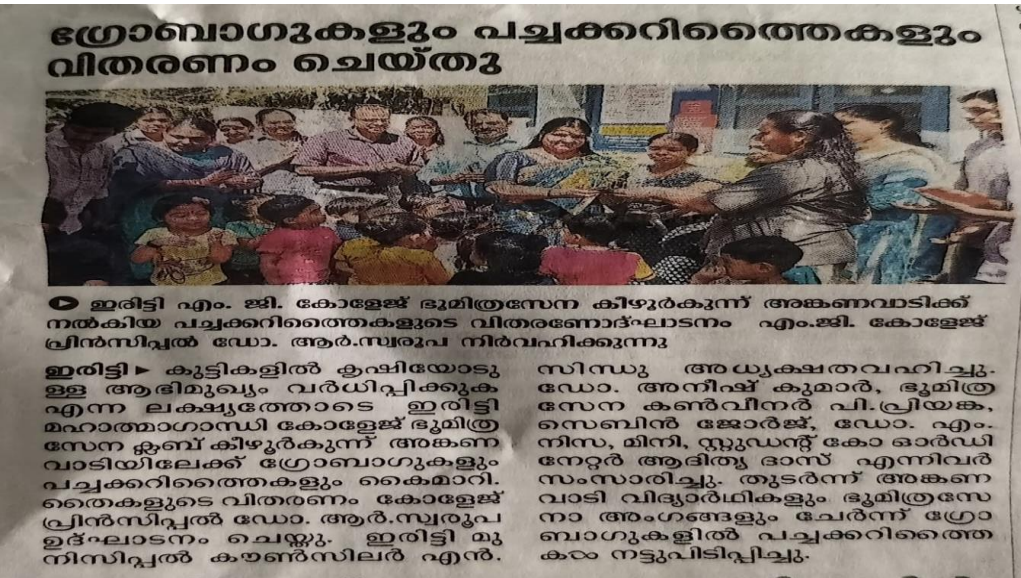 ഗ്രോബാഗുകളും പച്ചക്കറിത്തൈകളും
വിതരണം ചെയ്തു
ഇരിട്ടി എം. ജി. കോളേജ് ഭൂമിത്രസേന കീഴൂർകുന്ന് അങ്കണവാടിക്ക്
നൽകിയ പച്ചക്കറിത്തൈകളുടെ വിതരണോദ്ഘാടനം എം.ജി. കോളേജ്
പ്രിൻസിപ്പൽ ഡോ. ആർ.സ്വരൂപ നിർവഹിക്കുന്നു
ഇരിട്ടി ► കുട്ടികളിൽ കൃഷിയോടു
ള്ള ആഭിമുഖ്യം വർധിപ്പിക്കുക
എന്ന ലക്ഷ്യത്തോടെ ഇരിട്ടി
മഹാത്മാഗാന്ധി കോളേജ് ഭൂമിത്ര
സേന ക്ലബ് കീഴൂർകുന്ന് അങ്കണ
വാടിയിലേക്ക് ഗ്രോബാഗുകളും
പച്ചക്കറിത്തൈകളും കൈമാറി.
തൈകളുടെ വിതരണം കോളേജ്
പ്രിൻസിപ്പൽ ഡോ. ആർ.സ്വരൂപ
ഉദ്ഘാടനം ചെയ്തു. ഇരിട്ടി മു
നിസിപ്പൽ കൗൺസിലർ എൻ.
സിന്ധു അധ്യക്ഷതവഹിച്ചു.
ഡോ. അനീഷ് കുമാർ, ഭൂമിത്ര
സേന കൺവീനർ പി.പ്രിയങ്ക,
സെബിൻ ജോർജ്, ഡോ. എം.
നിസ, മിനി, സ്റ്റുഡന്റ് കോ ഓർഡി
നേറ്റർ ആദിത്യ ദാസ് എന്നിവർ
സംസാരിച്ചു. തുടർന്ന് അങ്കണ
വാടി വിദ്യാർഥികളും ഭൂമിത്രസേ
നാ അംഗങ്ങളും ചേർന്ന് ഗ്രോ
ബാഗുകളിൽ പച്ചക്കറിത്തൈ
കൾ നട്ടുപിടിപ്പിച്ചു.